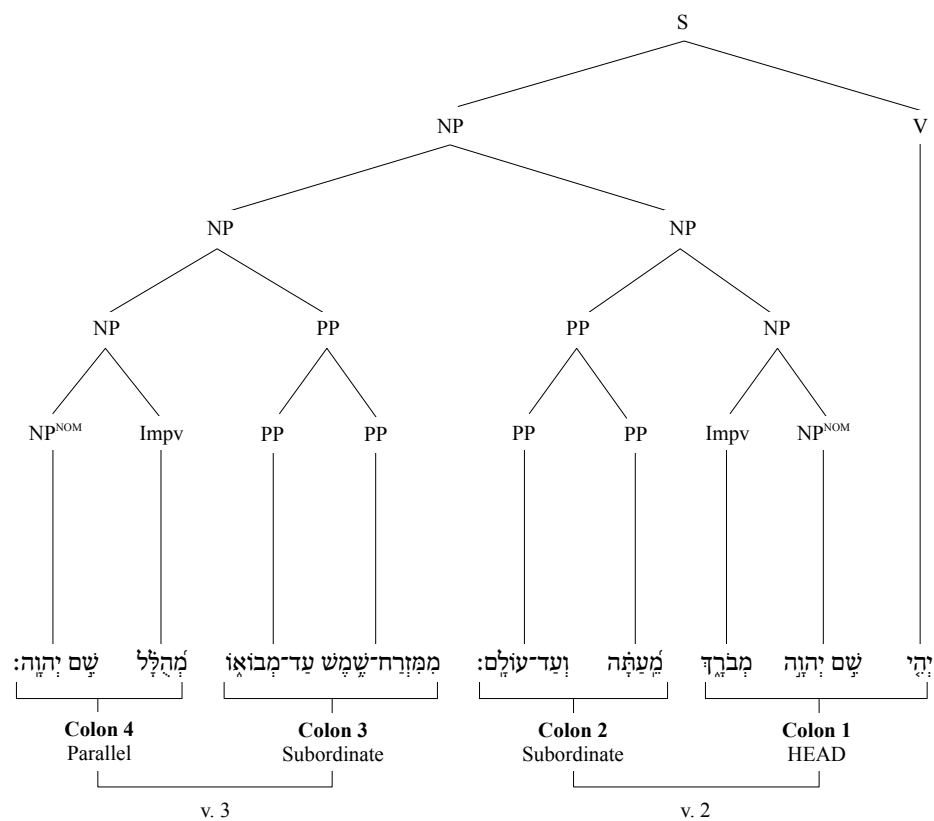 S
NP V
NP NP
NP PP PP NP
NP^NOM Impv PP PP PP PP Impv NP^NOM
יְהִ֤י שֵׁ֣ם יְהוָ֣ה מְבֹרָ֑ךְ מֵ֝עַתָּ֗ה וְעַד־עוֹלָֽם׃ מִמִּזְרַח־שֶׁ֥מֶשׁ עַד־מְבוֹא֑וֹ מְ֝הֻלָּ֗ל שֵׁ֣ם יְהוָֽה׃
Colon 4 Colon 3 Colon 2 Colon 1
Parallel Subordinate Subordinate HEAD
v. 3 v. 2